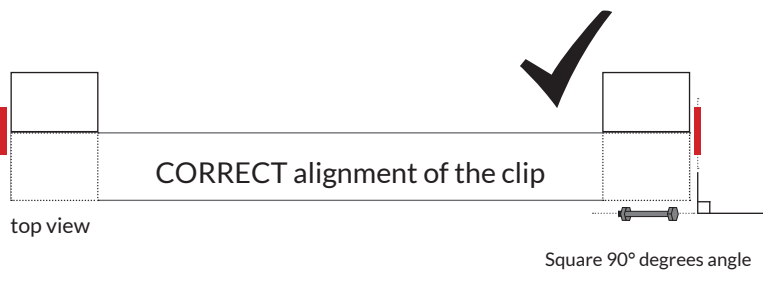 CORRECT alignment of the clip
top view
Square 90° degrees angle